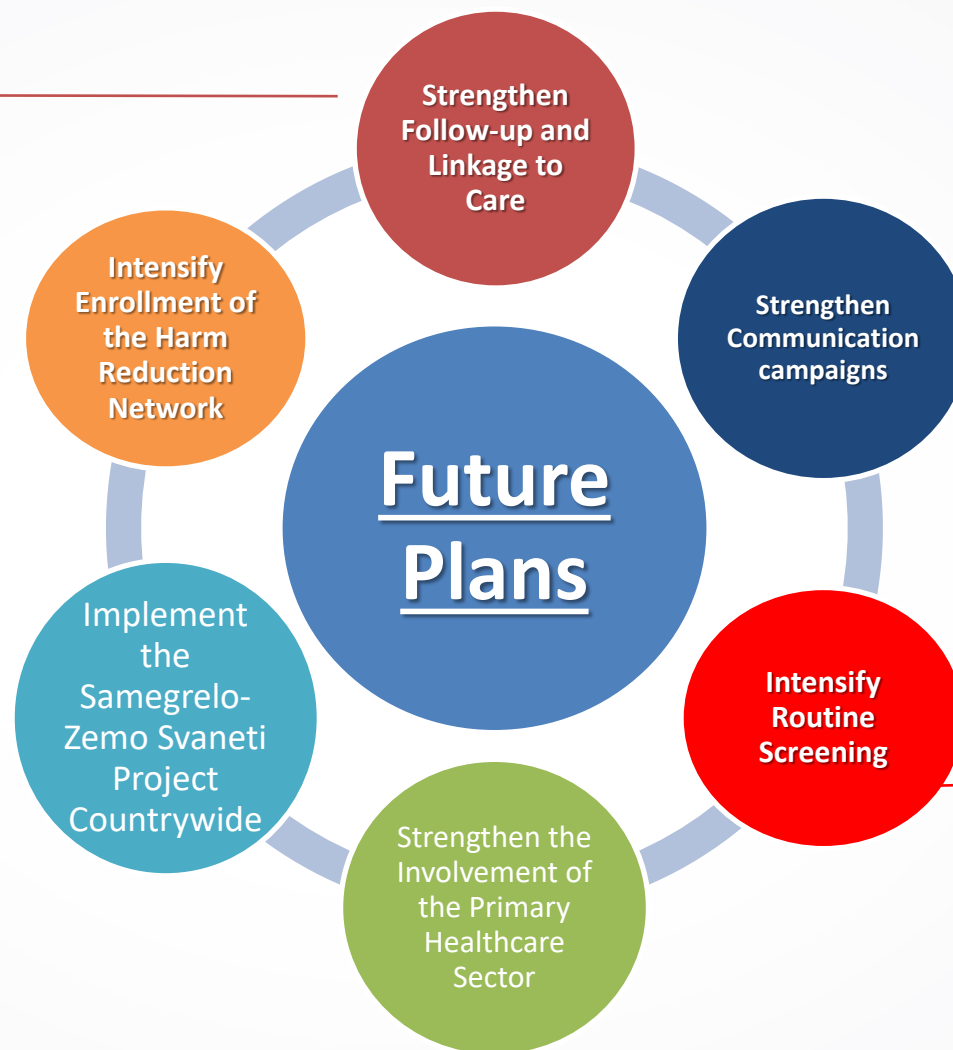 Strengthen
Follow-up and
Linkage to
Care
Strengthen
Communication
campaigns
Intensify
Routine
Screening
Strengthen the
Involvement of
the Primary
Healthcare
Sector
Implement
the
Samegrelo-
Zemo Svaneti
Project
Countrywide
Intensify
Enrollment of
the Harm
Reduction
Network
Future
Plans